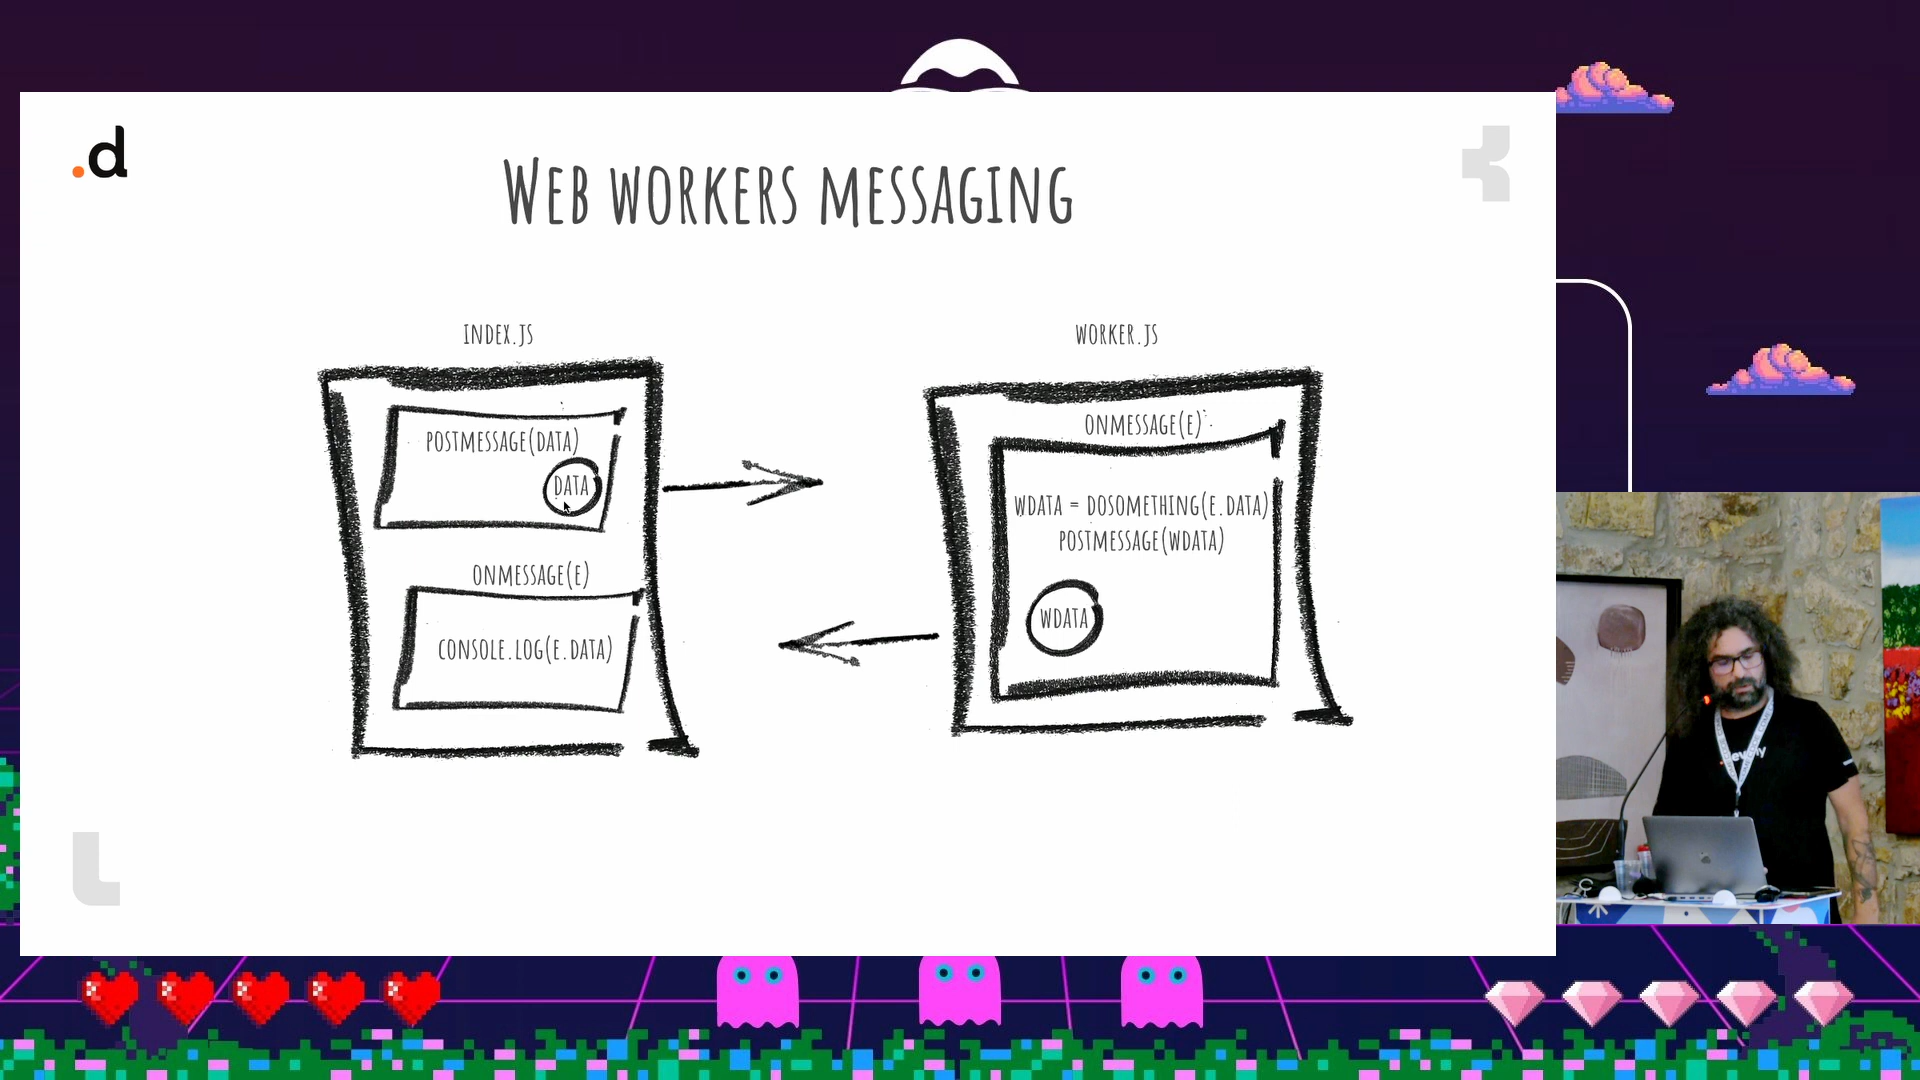 .d
WEB WORKERS MESSAGING
INDEX.JS
POSTMESSAGE(DATA)
DATA
ONMESSAGE(E)
CONSOLE.LOG(E.DATA)
WORKER.JS
ONMESSAGE(E)
WDATA = DOSOMETHING(E.DATA)
POSTMESSAGE(WDATA)
WDATA